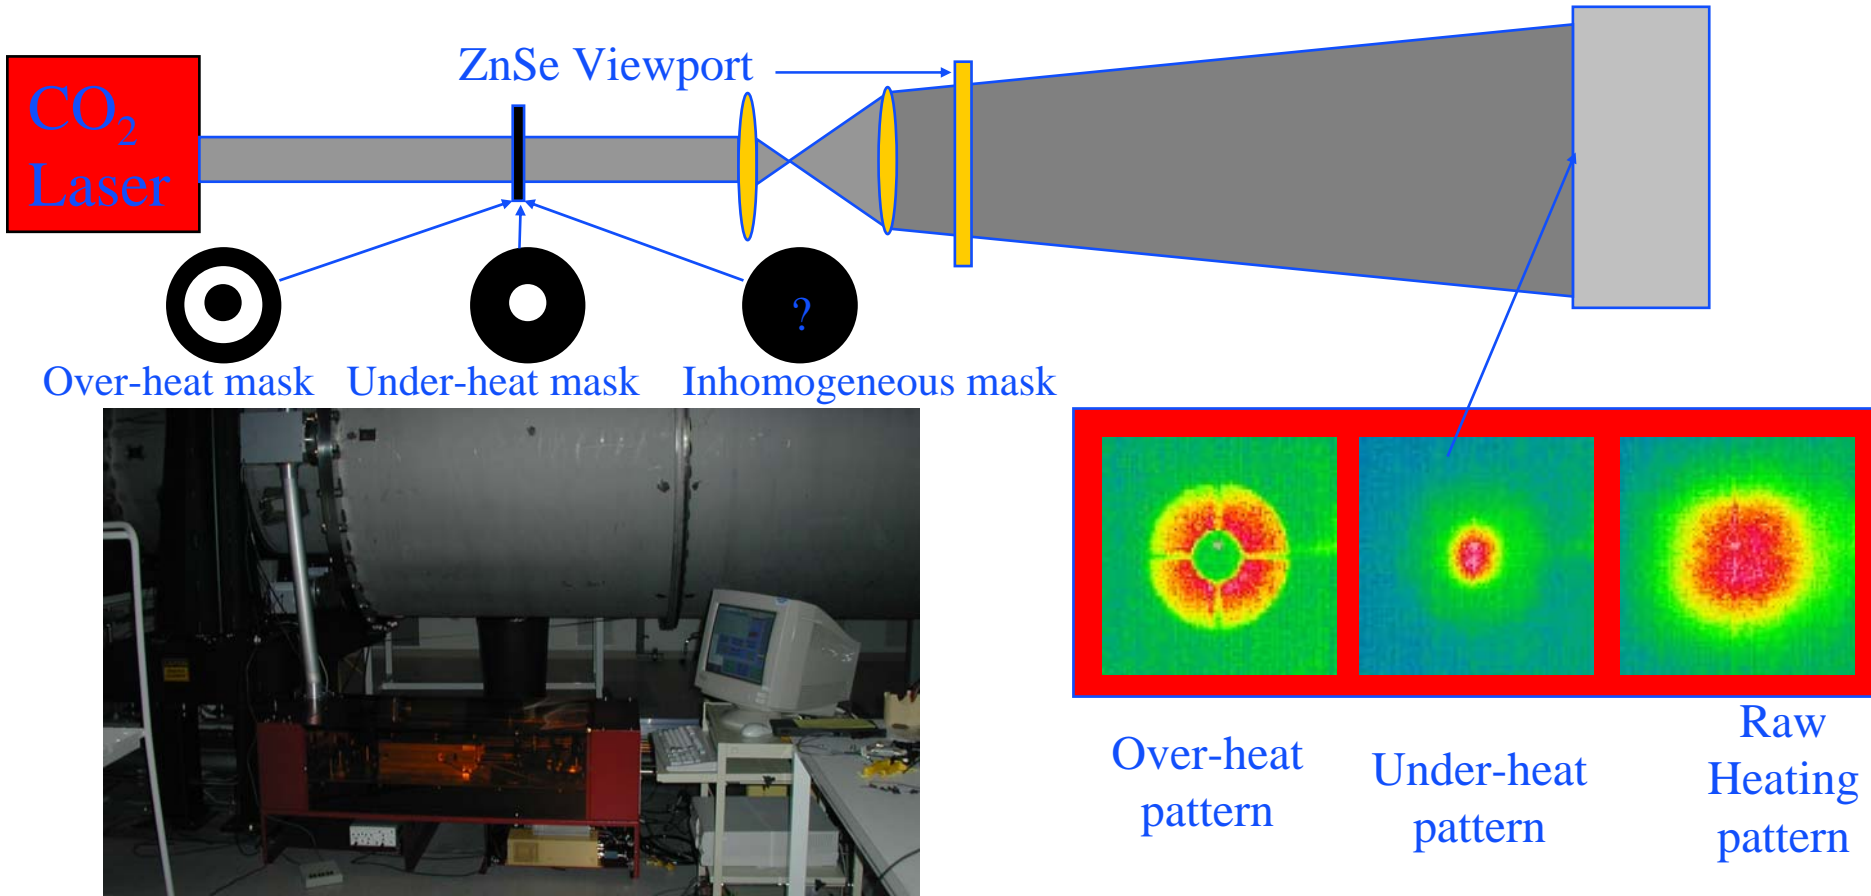 ZnSe Viewport
CO₂
Laser
?
Over-heat mask
Under-heat mask
Inhomogeneous mask
Over-heat
pattern
Under-heat
pattern
Raw
Heating
pattern